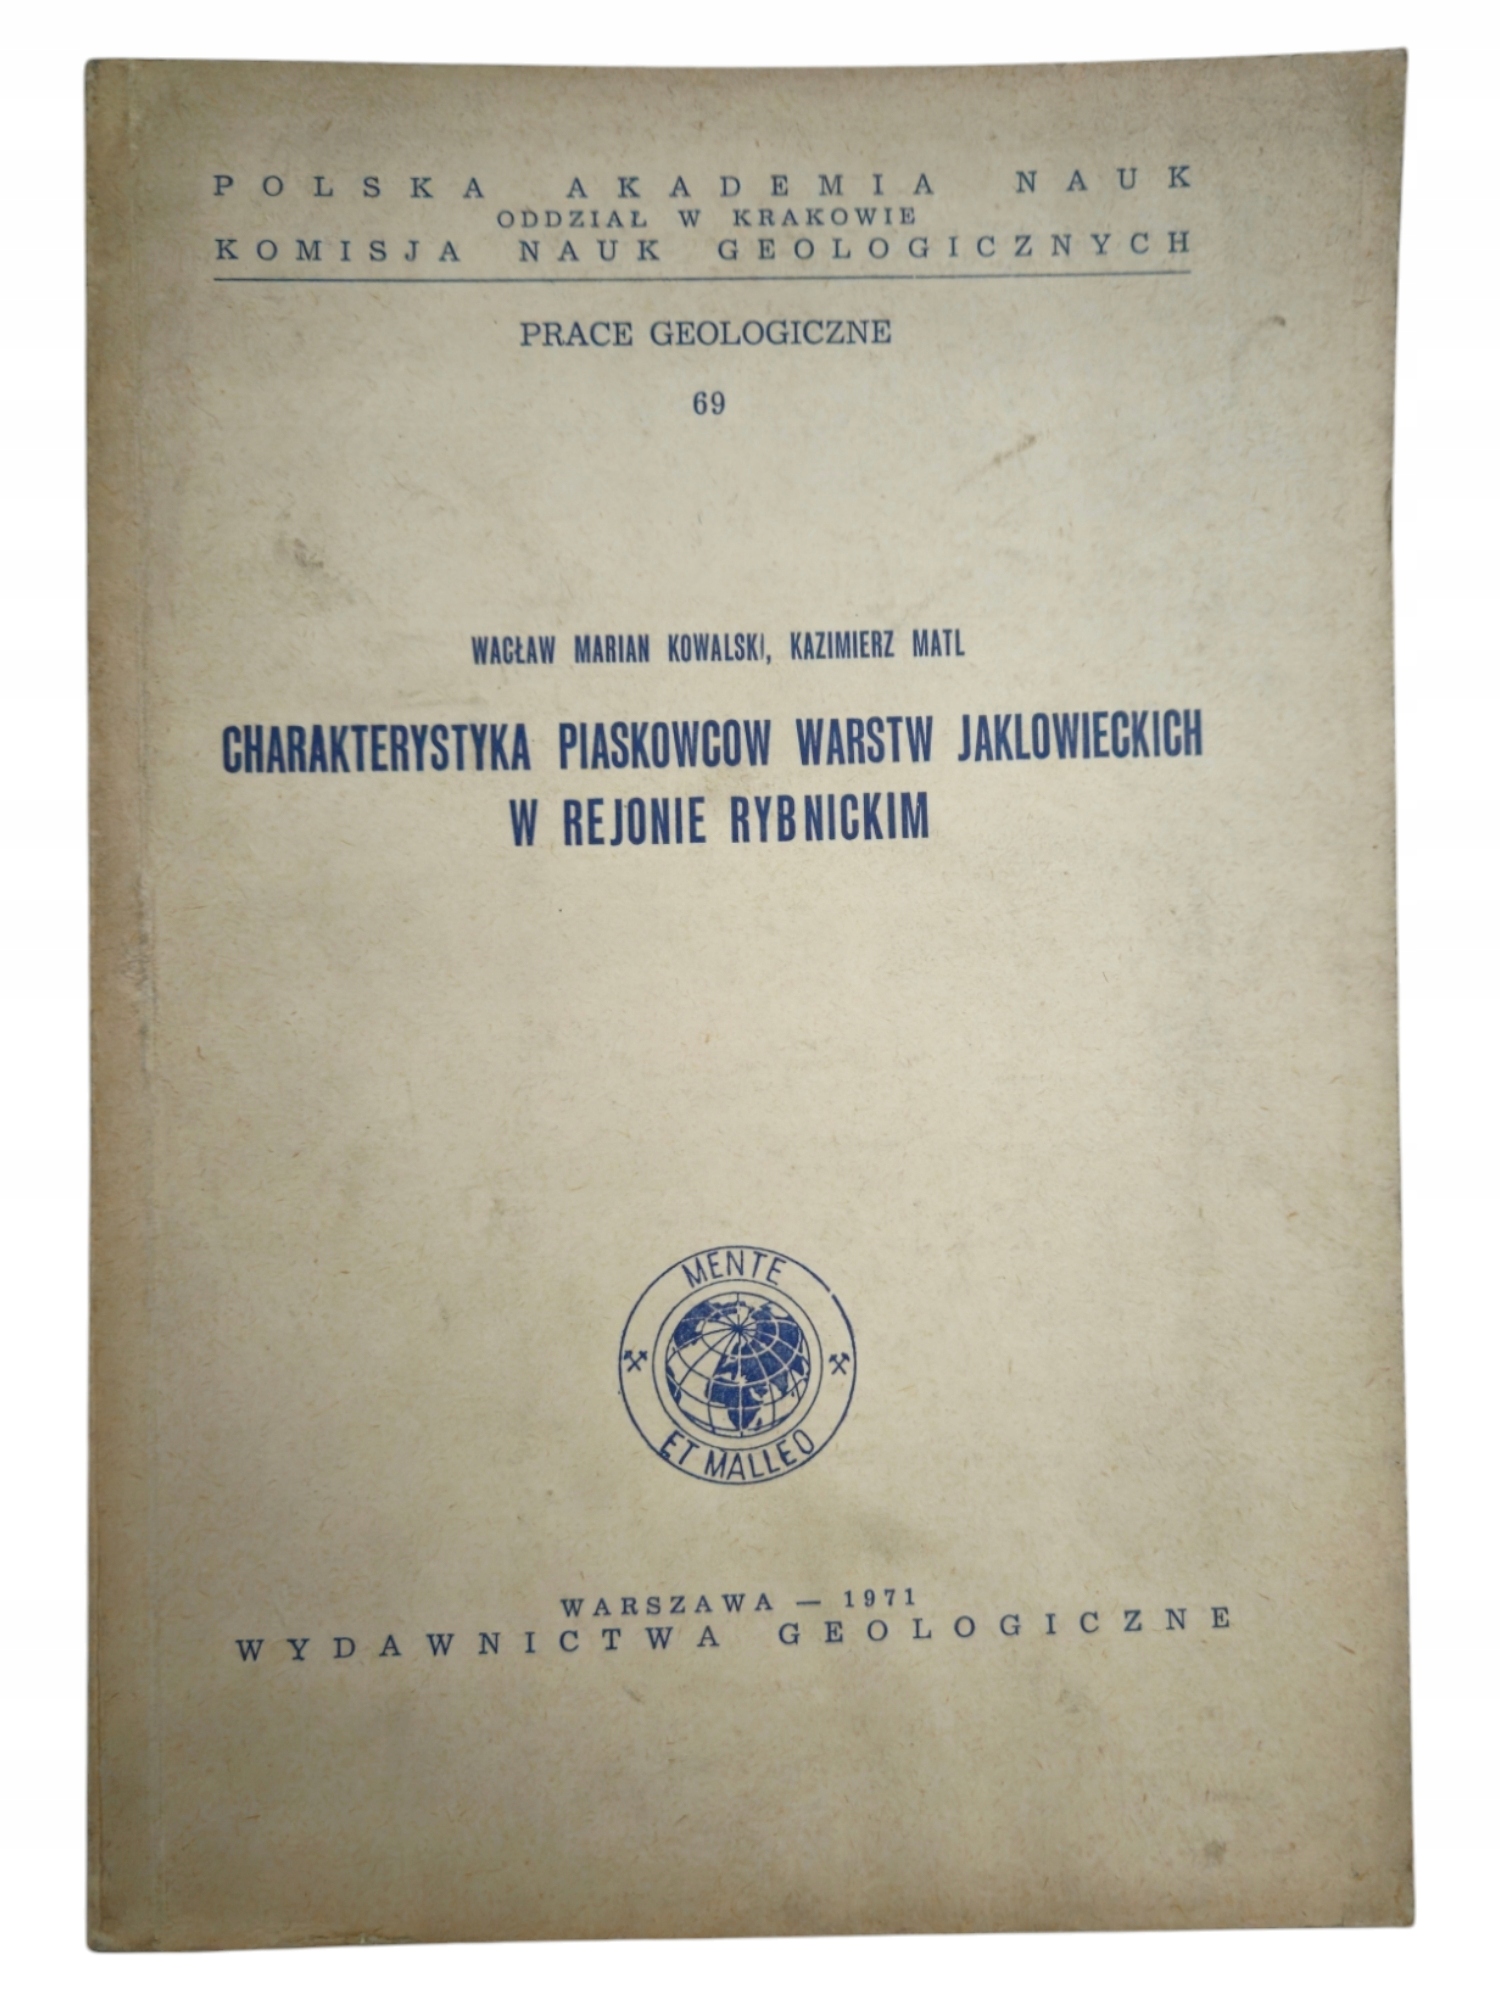 POLSKA AKADEMIA NAUK
ODDZIAŁ W KRAKOWIE
KOMISJA NAUK GEOLOGICZNYCH
PRACE GEOLOGICZNE
69
WACŁAW MARIAN KOWALSKI, KAZIMIERZ MATL
CHARAKTERYSTYKA PIASKOWCOW WARSTW JAKLOWIECKICH
W REJONIE RYBNICKIM
MENTE
ET MALLEO
WARSZAWA — 1971
WYDAWNICTWA GEOLOGICZNE